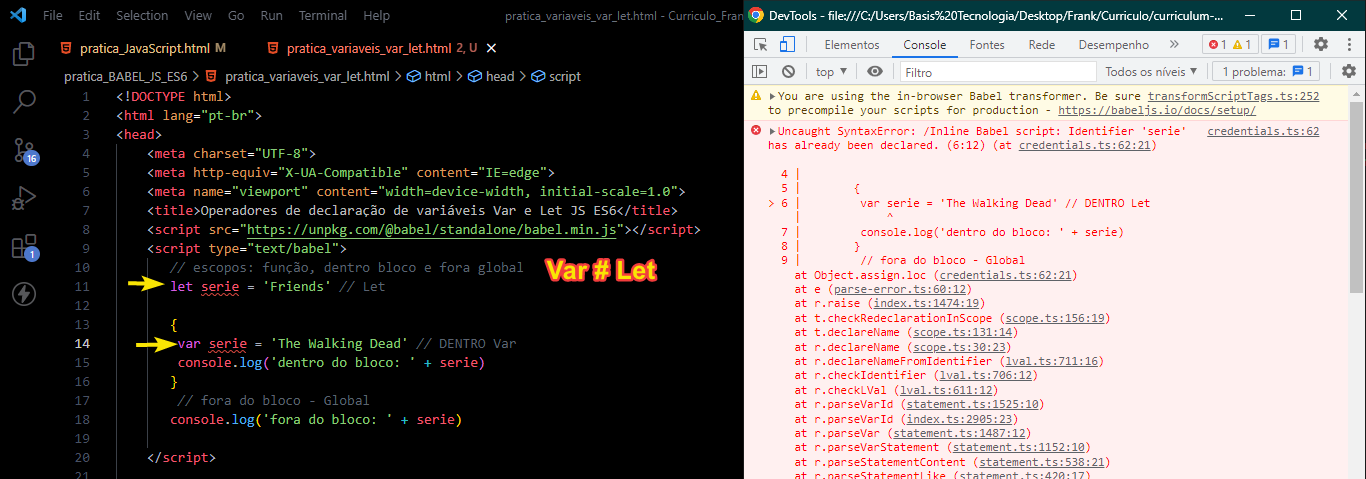 File Edit Selection View Go Run Terminal Help pratica_variaveis_var_let.html - Curriculo_Fran
pratica_JavaScript.html M pratica_variaveis_var_let.html 2, U
pratica_BABEL_JS_ES6 > pratica_variaveis_var_let.html > html > head > script
1 <!DOCTYPE html>
2 <html lang="pt-br">
3 <head>
4 <meta charset="UTF-8">
5 <meta http-equiv="X-UA-Compatible" content="IE=edge">
6 <meta name="viewport" content="width=device-width, initial-scale=1.0">
7 <title>Operadores de declaração de variáveis Var e Let JS ES6</title>
8 <script src="https://unpkg.com/@babel/standalone/babel.min.js"></script>
9 <script type="text/babel">
10 // escopos: função, dentro bloco e fora global
Var # Let
11 let serie = 'Friends' // Let
12
13 {
14 var serie = 'The Walking Dead' // DENTRO Var
15 console.log('dentro do bloco: ' + serie)
16 }
17 // fora do bloco - Global
18 console.log('fora do bloco: ' + serie)
19
20 </script>
21
16
1
DevTools - file:///C:/Users/Basis%20Tecnologia/Desktop/Frank/Curriculo/curriculum-...
Elementos Console Fontes Rede Desempenho >> 1 1 1
top Filtro Todos os níveis 1 problema: 1
You are using the in-browser Babel transformer. Be sure transformScriptTags.ts:252
to precompile your scripts for production - https://babeljs.io/docs/setup/
Uncaught SyntaxError: /Inline Babel script: Identifier 'serie' credentials.ts:62
has already been declared. (6:12) (at credentials.ts:62:21)
4 |
5 | {
> 6 | var serie = 'The Walking Dead' // DENTRO Let
| ^
7 | console.log('dentro do bloco: ' + serie)
8 | }
9 | // fora do bloco - Global
at Object.assign.loc (credentials.ts:62:21)
at e (parse-error.ts:60:12)
at r.raise (index.ts:1474:19)
at t.checkRedeclarationInScope (scope.ts:156:19)
at t.declareName (scope.ts:131:14)
at r.declareName (scope.ts:30:23)
at r.declareNameFromIdentifier (lval.ts:711:16)
at r.checkIdentifier (lval.ts:706:12)
at r.checkLVal (lval.ts:611:12)
at r.parseVarId (statement.ts:1525:10)
at r.parseVarId (index.ts:2905:23)
at r.parseVar (statement.ts:1487:12)
at r.parseVarStatement (statement.ts:1152:10)
at r.parseStatementContent (statement.ts:538:21)
at r.parseStatementLike (statement.ts:420:17)